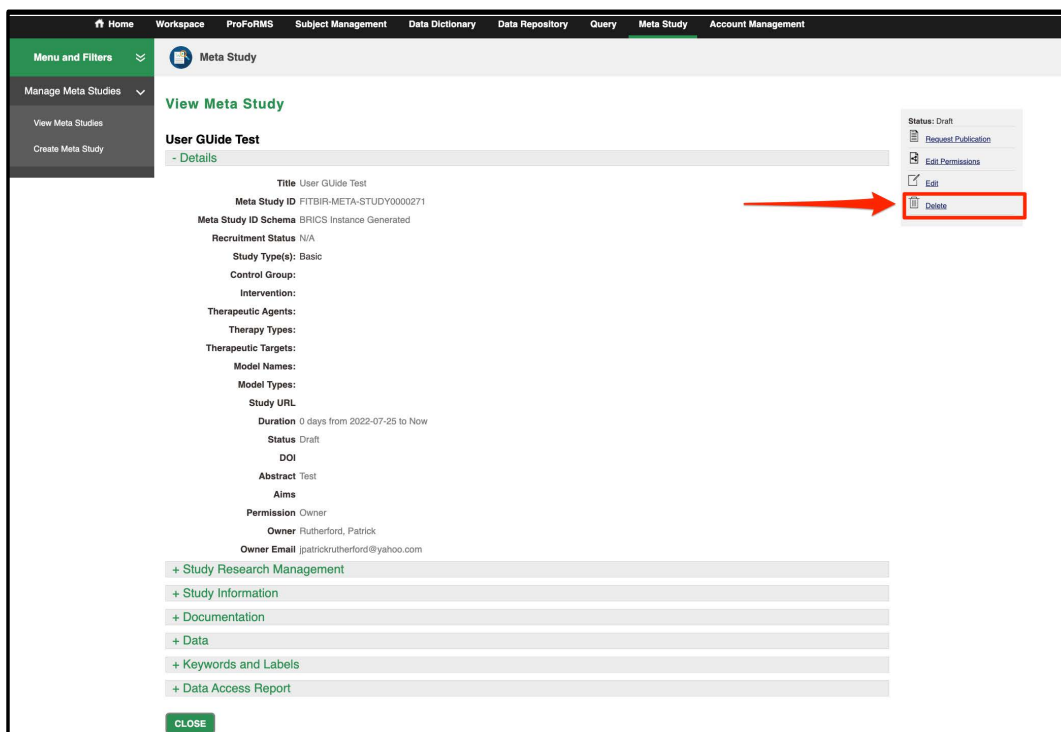 Home Workspace ProFoRMS Subject Management Data Dictionary Data Repository Query Meta Study Account Management
Menu and Filters
Meta Study
Manage Meta Studies
View Meta Studies
Create Meta Study
View Meta Study
User GUide Test
- Details
Title User GUide Test
Meta Study ID FITBIR-META-STUDY0000271
Meta Study ID Schema BRICS Instance Generated
Recruitment Status N/A
Study Type(s): Basic
Control Group:
Intervention:
Therapeutic Agents:
Therapy Types:
Therapeutic Targets:
Model Names:
Model Types:
Study URL
Duration 0 days from 2022-07-25 to Now
Status Draft
DOI
Abstract Test
Aims
Permission Owner
Owner Rutherford, Patrick
Owner Email jpatrickrutherford@yahoo.com
+ Study Research Management
+ Study Information
+ Documentation
+ Data
+ Keywords and Labels
+ Data Access Report
CLOSE
Status: Draft
Request Publication
Edit Permissions
Edit
Delete